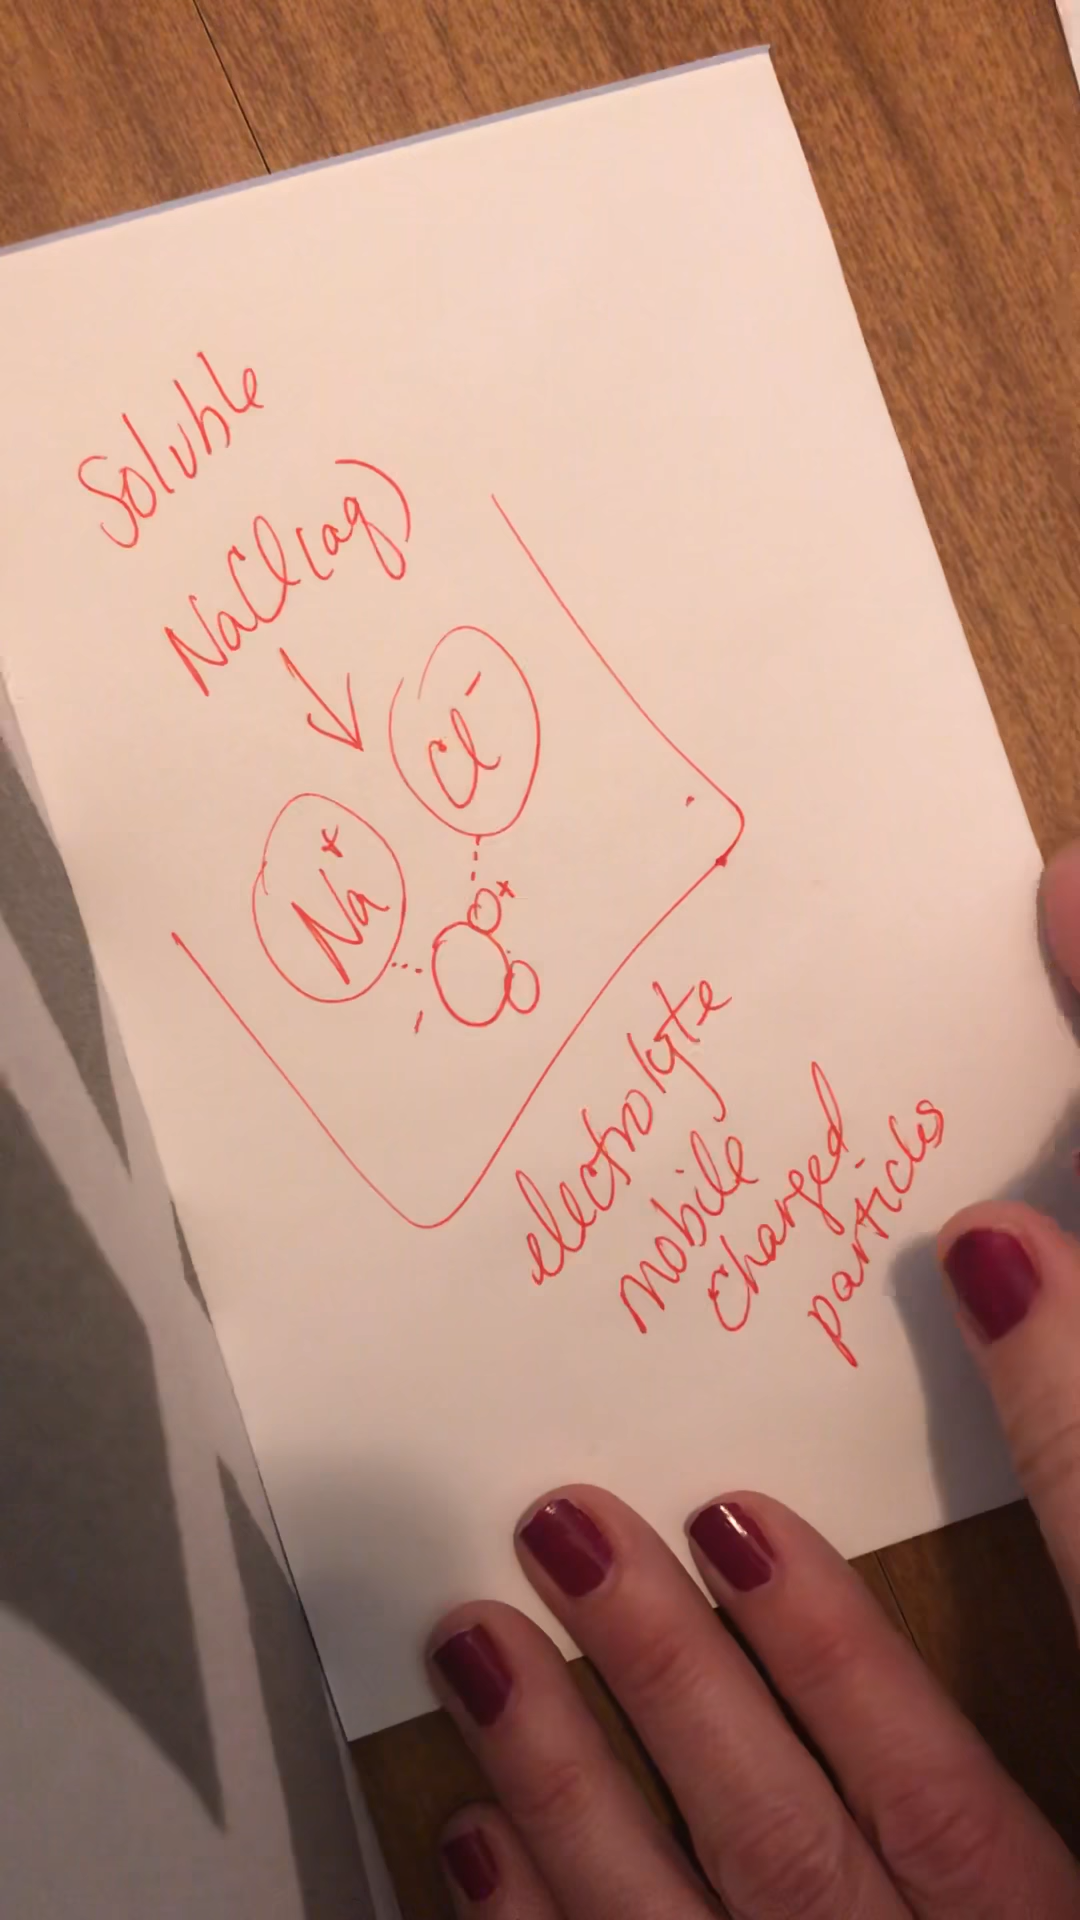 Soluble
NaCl(aq)
Cl⁻
Na⁺
+
-
electrolyte
mobile
charged
particles